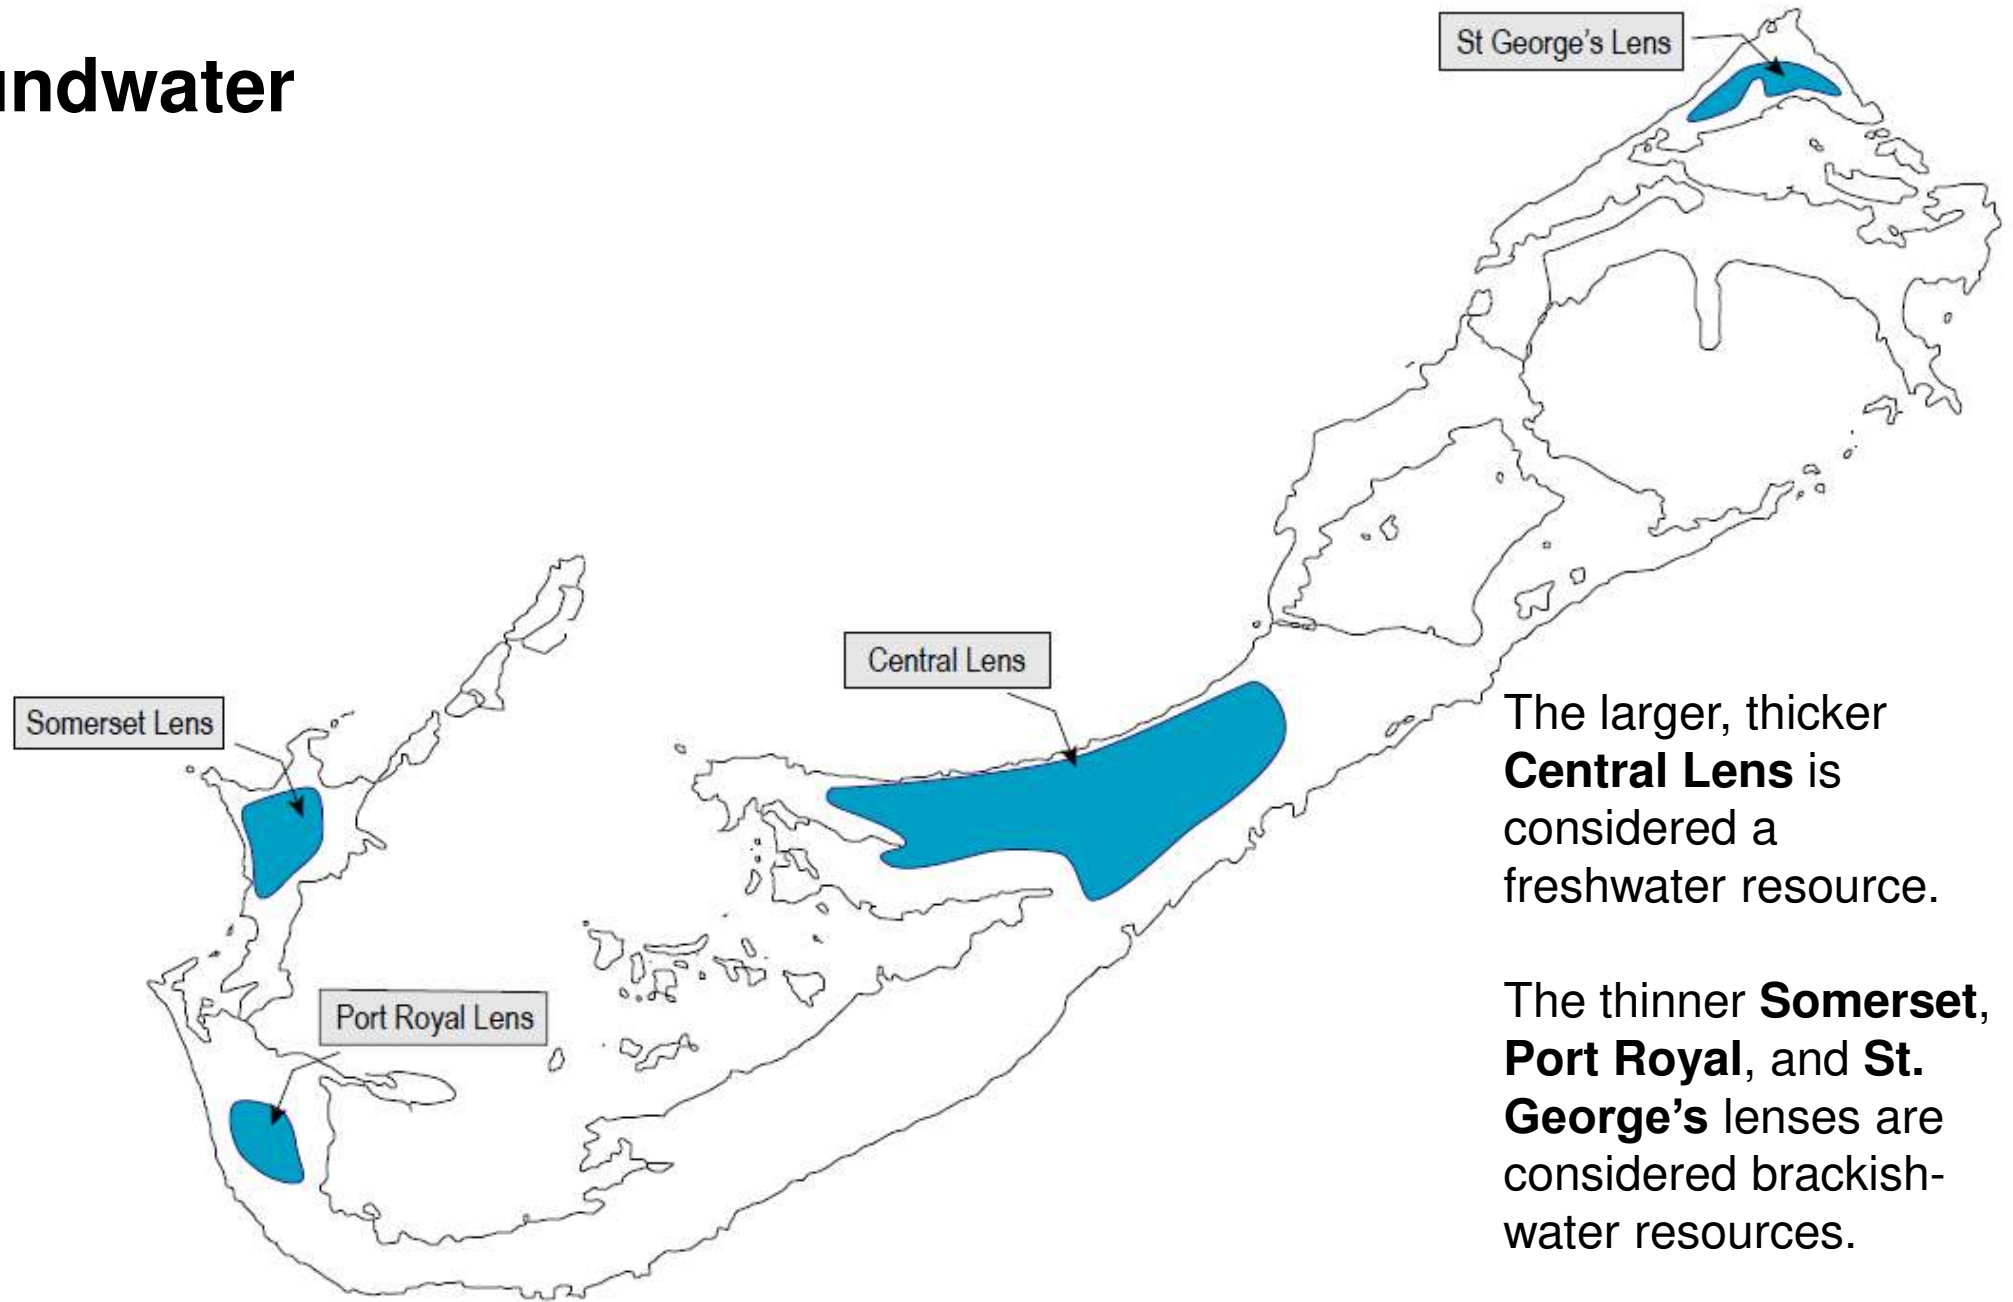 undwater
St George's Lens
Central Lens
Somerset Lens
Port Royal Lens
The larger, thicker
Central Lens is
considered a
freshwater resource.
The thinner Somerset,
Port Royal, and St.
George’s lenses are
considered brackish-
water resources.